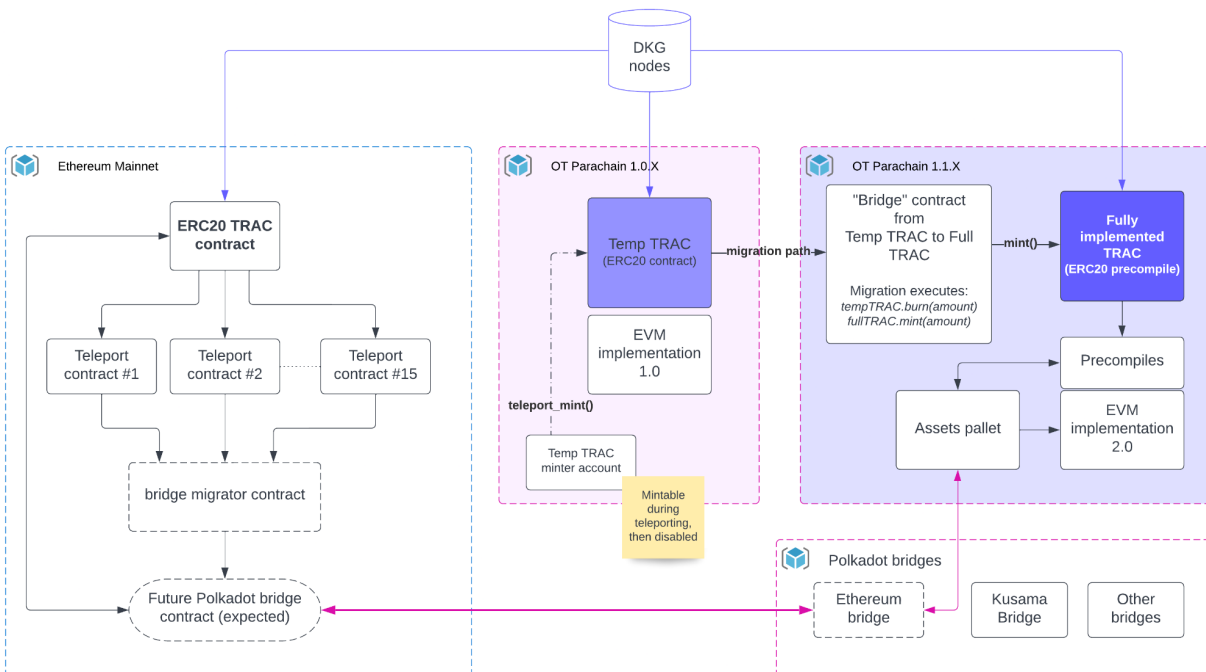 DKG
nodes
Ethereum Mainnet
ERC20 TRAC
contract
Teleport
contract #1
Teleport
contract #2
Teleport
contract #15
bridge migrator contract
Future Polkadot bridge
contract (expected)
OT Parachain 1.0.X
Temp TRAC
(ERC20 contract)
EVM
implementation
1.0
teleport_mint()
Temp TRAC
minter account
Mintable
during
teleporting,
then disabled
migration path
OT Parachain 1.1.X
"Bridge" contract
from
Temp TRAC to Full
TRAC
Migration executes:
tempTRAC.burn(amount)
fullTRAC.mint(amount)
mint()
Fully
implemented
TRAC
(ERC20 precompile)
Precompiles
Assets pallet
EVM
implementation
2.0
Polkadot bridges
Ethereum
bridge
Kusama
Bridge
Other
bridges